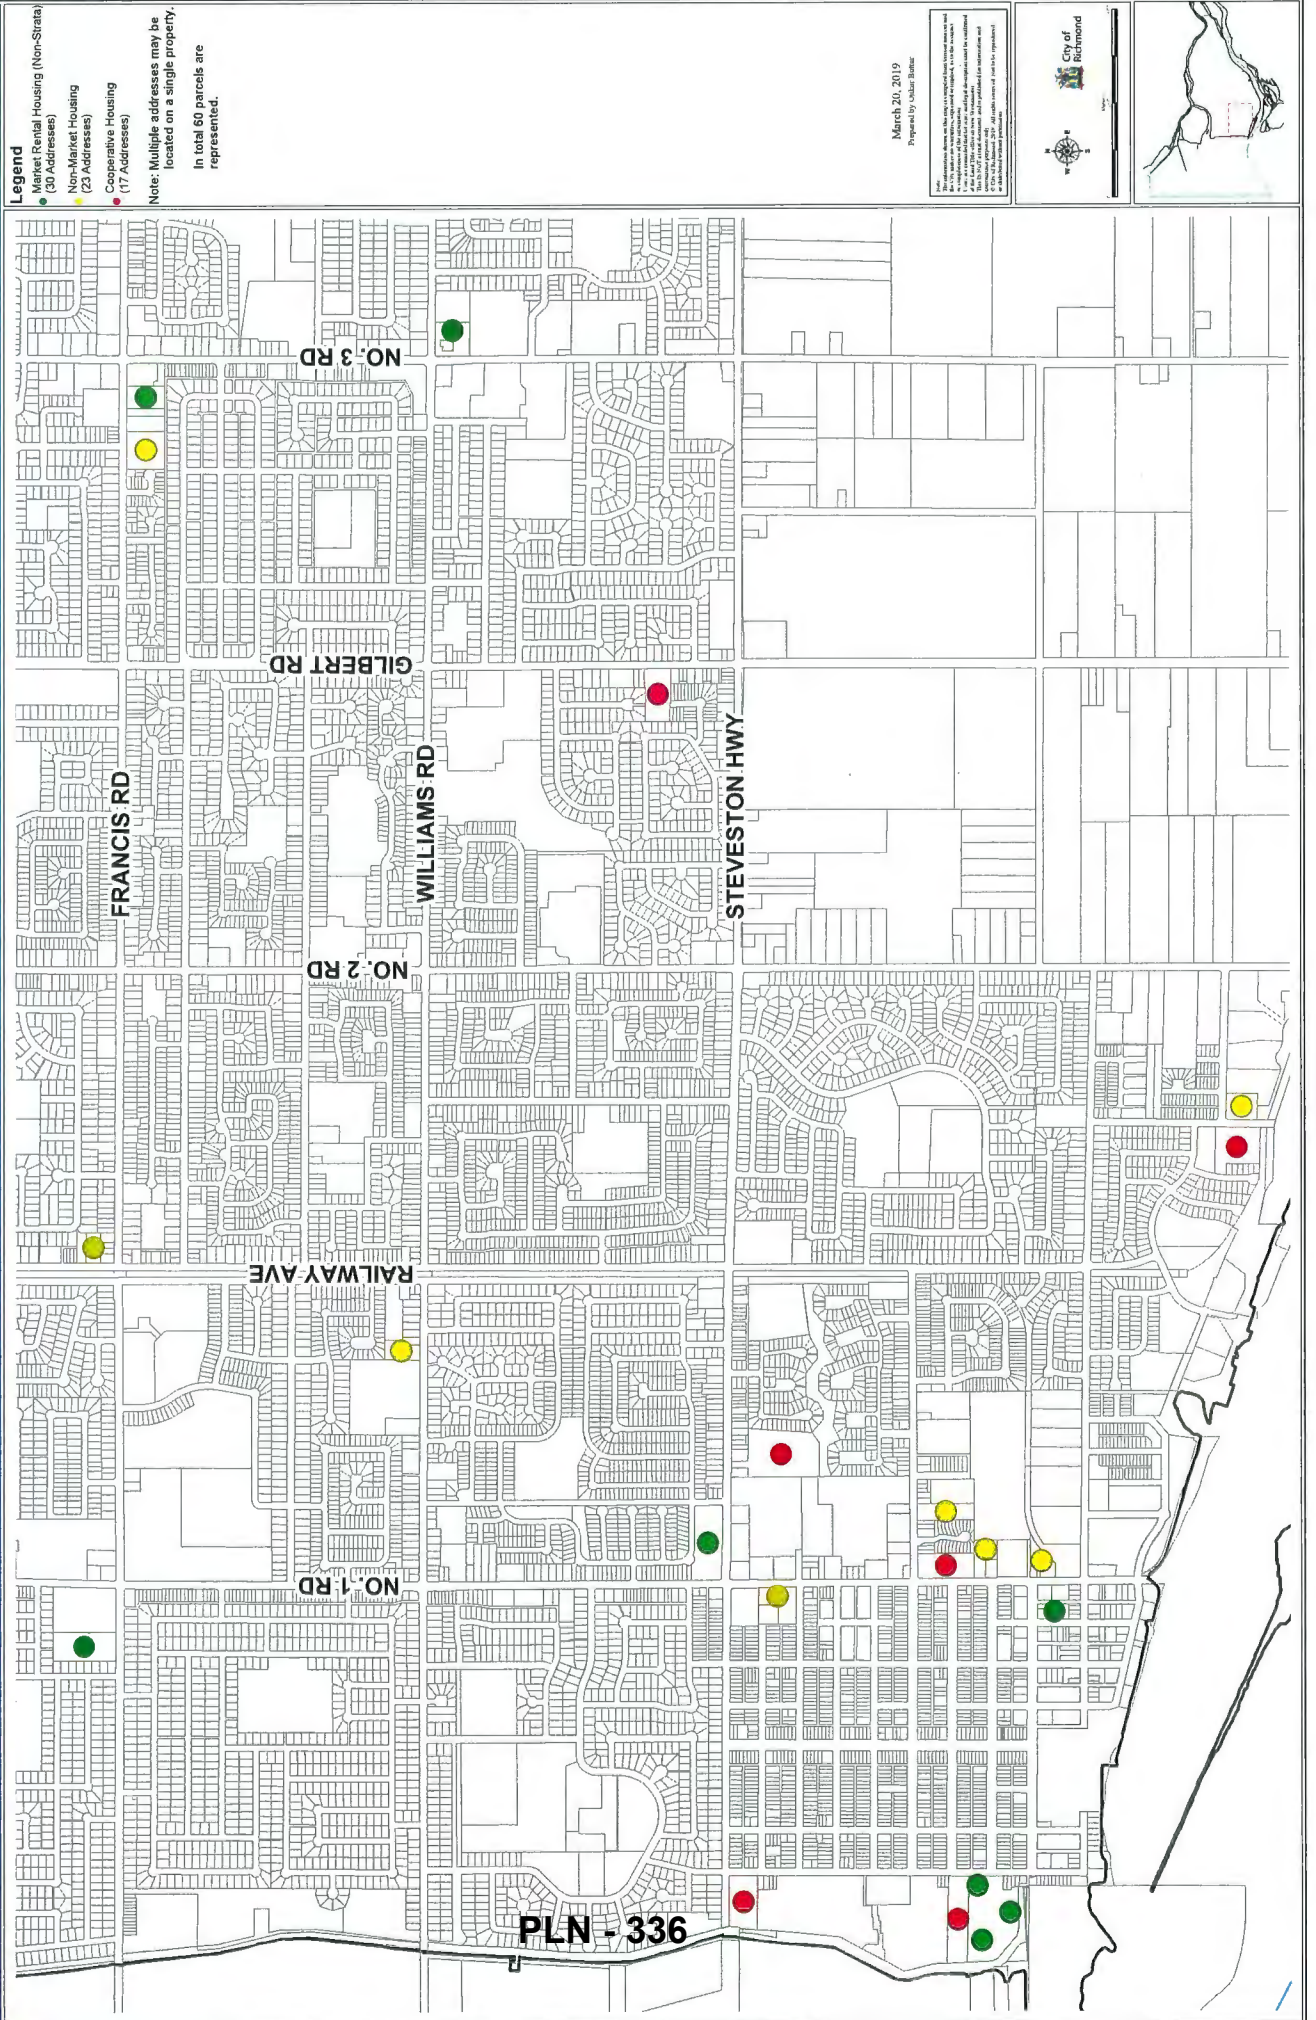 Legend
Market Rental Housing (Non-Strata)
(30 Addresses)
Non-Market Housing
(23 Addresses)
Cooperative Housing
(17 Addresses)
Note: Multiple addresses may be
located on a single property.
In total 60 parcels are
represented.
March 20, 2019
Prepared by
City of
Richmond
N
W
E
S
NO. 3 RD
GILBERT RD
FRANCIS RD
WILLIAMS RD
STEVESTON HWY
NO. 2 RD
RAILWAY AVE
NO. 1 RD
PLN - 336